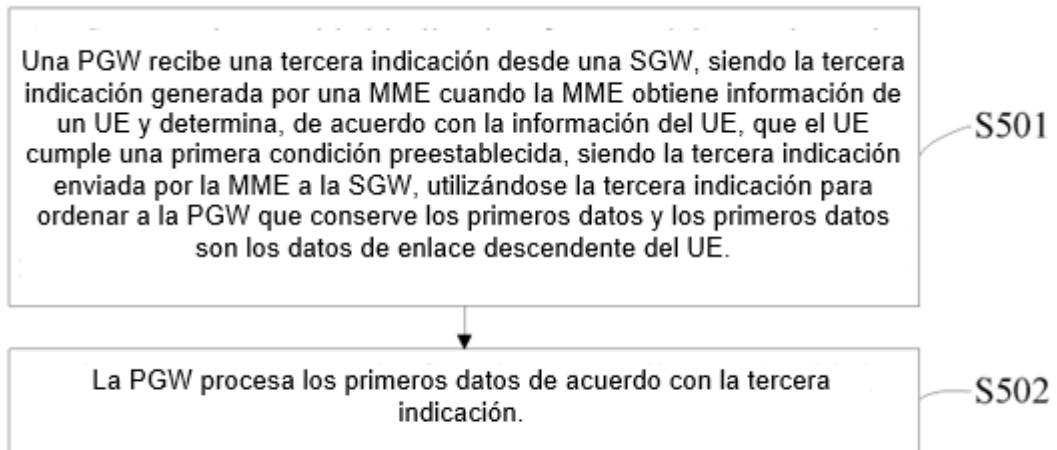 Una PGW recibe una tercera indicación desde una SGW, siendo la tercera
indicación generada por una MME cuando la MME obtiene información de
un UE y determina, de acuerdo con la información del UE, que el UE
cumple una primera condición preestablecida, siendo la tercera indicación
enviada por la MME a la SGW, utilizándose la tercera indicación para
ordenar a la PGW que conserve los primeros datos y los primeros datos
son los datos de enlace descendente del UE.
S501
La PGW procesa los primeros datos de acuerdo con la tercera
indicación.
S502